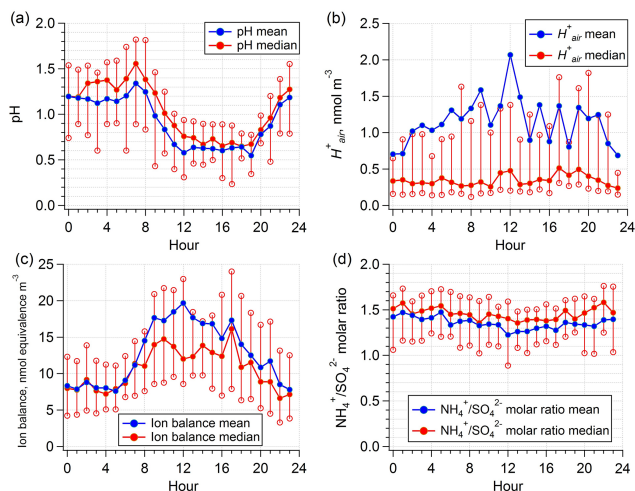 (a)
pH mean
pH median
pH
2.0
1.5
1.0
0.5
0.0
0 4 8 12 16 20 24
Hour
(b)
H+air mean
H+air median
H+air, nmol m-3
2.5
2.0
1.5
1.0
0.5
0.0
0 4 8 12 16 20 24
Hour
(c)
Ion balance mean
Ion balance median
Ion balance, nmol equivalence m-3
25
20
15
10
5
0
0 4 8 12 16 20 24
Hour
(d)
NH4+/SO42- molar ratio mean
NH4+/SO42- molar ratio median
NH4+/SO42- molar ratio
2.0
1.5
1.0
0.5
0.0
0 4 8 12 16 20 24
Hour